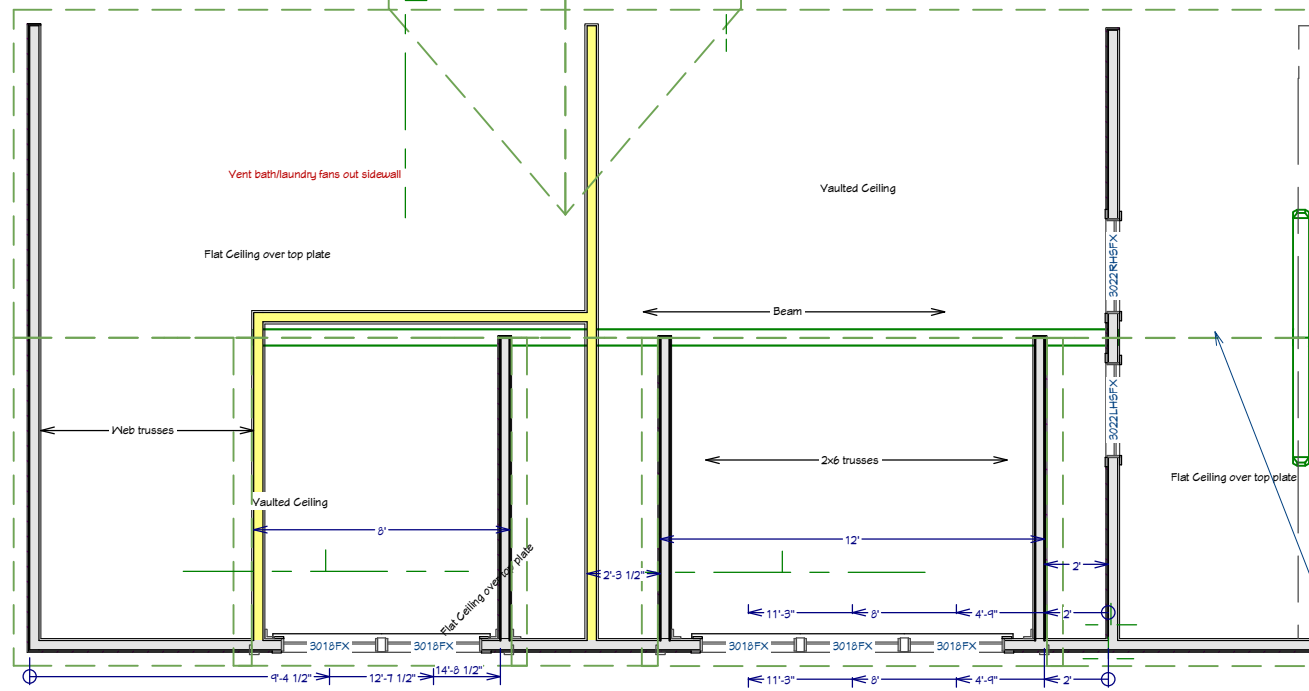 Vent bath/laundry fans out sidewall
Vaulted Ceiling
Flat Ceiling over top plate
3022RHSFX
Beam
3022LHSFX
Web trusses
2x6 trusses
Flat Ceiling over top plate
Vaulted Ceiling
8'
12'
Flat Ceiling over top plate
2'-3 1/2"
2'
11'-3"
8'
4'-9"
2'
3018FX
3018FX
3018FX
3018FX
3018FX
9'-4 1/2"
12'-7 1/2"
14'-8 1/2"
11'-3"
8'
4'-9"
2'